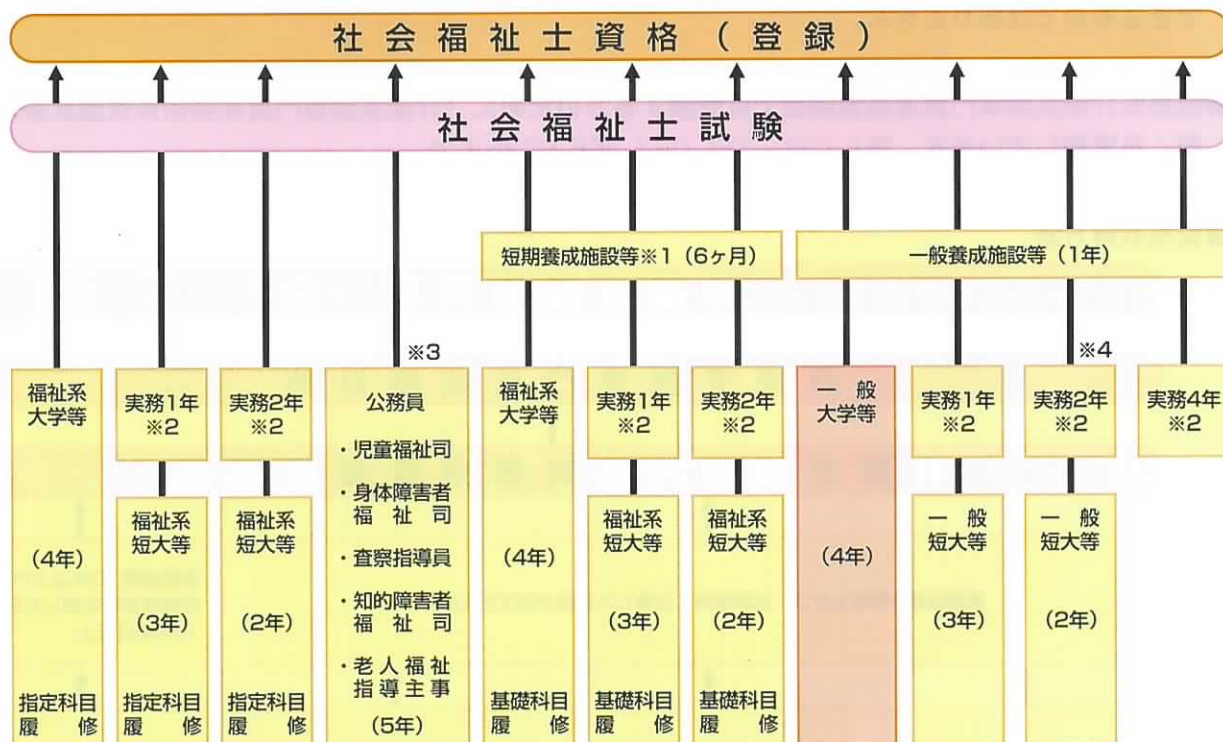 社会福祉士資格(登録)
社会福祉士試験
短期養成施設等※1(6ヶ月)
一般養成施設等(1年)
※3
※4
福祉系
大学等
(4年)
指定科目
履 修
実務1年
※2
福祉系
短大等
(3年)
指定科目
履 修
実務2年
※2
福祉系
短大等
(2年)
指定科目
履 修
公務員
・児童福祉司
・身体障害者
福 祉 司
・査察指導員
・知的障害者
福 祉 司
・老 人 福 祉
指 導 主 事
(5年)
福祉系
大学等
(4年)
基礎科目
履 修
実務1年
※2
福祉系
短大等
(3年)
基礎科目
履 修
実務2年
※2
福祉系
短大等
(2年)
基礎科目
履 修
一 般
大学等
(4年)
実務1年
※2
一 般
短大等
(3年)
実務2年
※2
一 般
短大等
(2年)
実務4年
※2